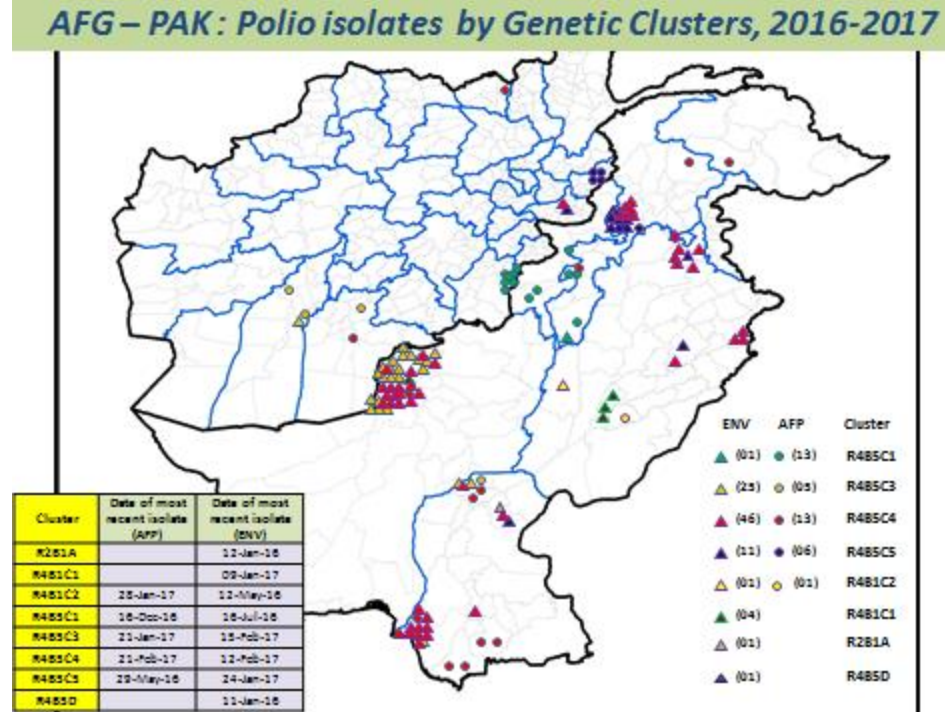 AFG – PAK : Polio isolates by Genetic Clusters, 2016-2017
ENV AFP Cluster
(01) (13) R4B5C1
(25) (05) R4B5C3
(46) (13) R4B5C4
(11) (06) R4B5C5
(01) (01) R4B1C2
(04) R4B1C1
(01) R2B1A
(01) R4B5D
Cluster Date of most recent isolate (AFP) Date of most recent isolate (ENV)
R2B1A 12-Jan-16
R4B1C1 09-Jan-17
R4B1C2 28-Jan-17 12-May-16
R4B5C1 16-Dec-16 16-Jul-16
R4B5C3 21-Jan-17 15-Feb-17
R4B5C4 21-Feb-17 12-Feb-17
R4B5C5 29-May-16 24-Jan-17
R4B5D 11-Jan-16